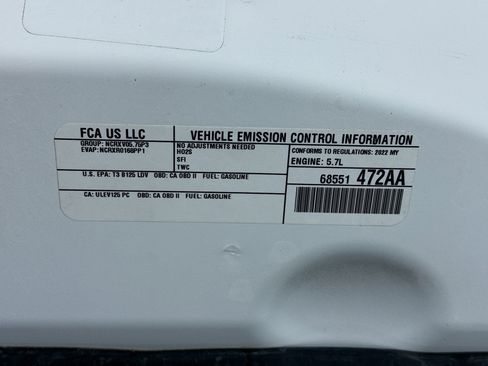 FCA US LLC
VEHICLE EMISSION CONTROL INFORMATION
GROUP: NCRXV05.75P3
EVAP: NCRXR0168PP1
NO ADJUSTMENTS NEEDED
HO2S
SFI
TWC
CONFORMS TO REGULATIONS: 2022 MY
ENGINE: 5.7L
U.S. EPA: T3 B125 LDV OBD: CA OBD II FUEL: GASOLINE
CA: ULEV125 PC OBD: CA OBD II FUEL: GASOLINE
68551 472AA